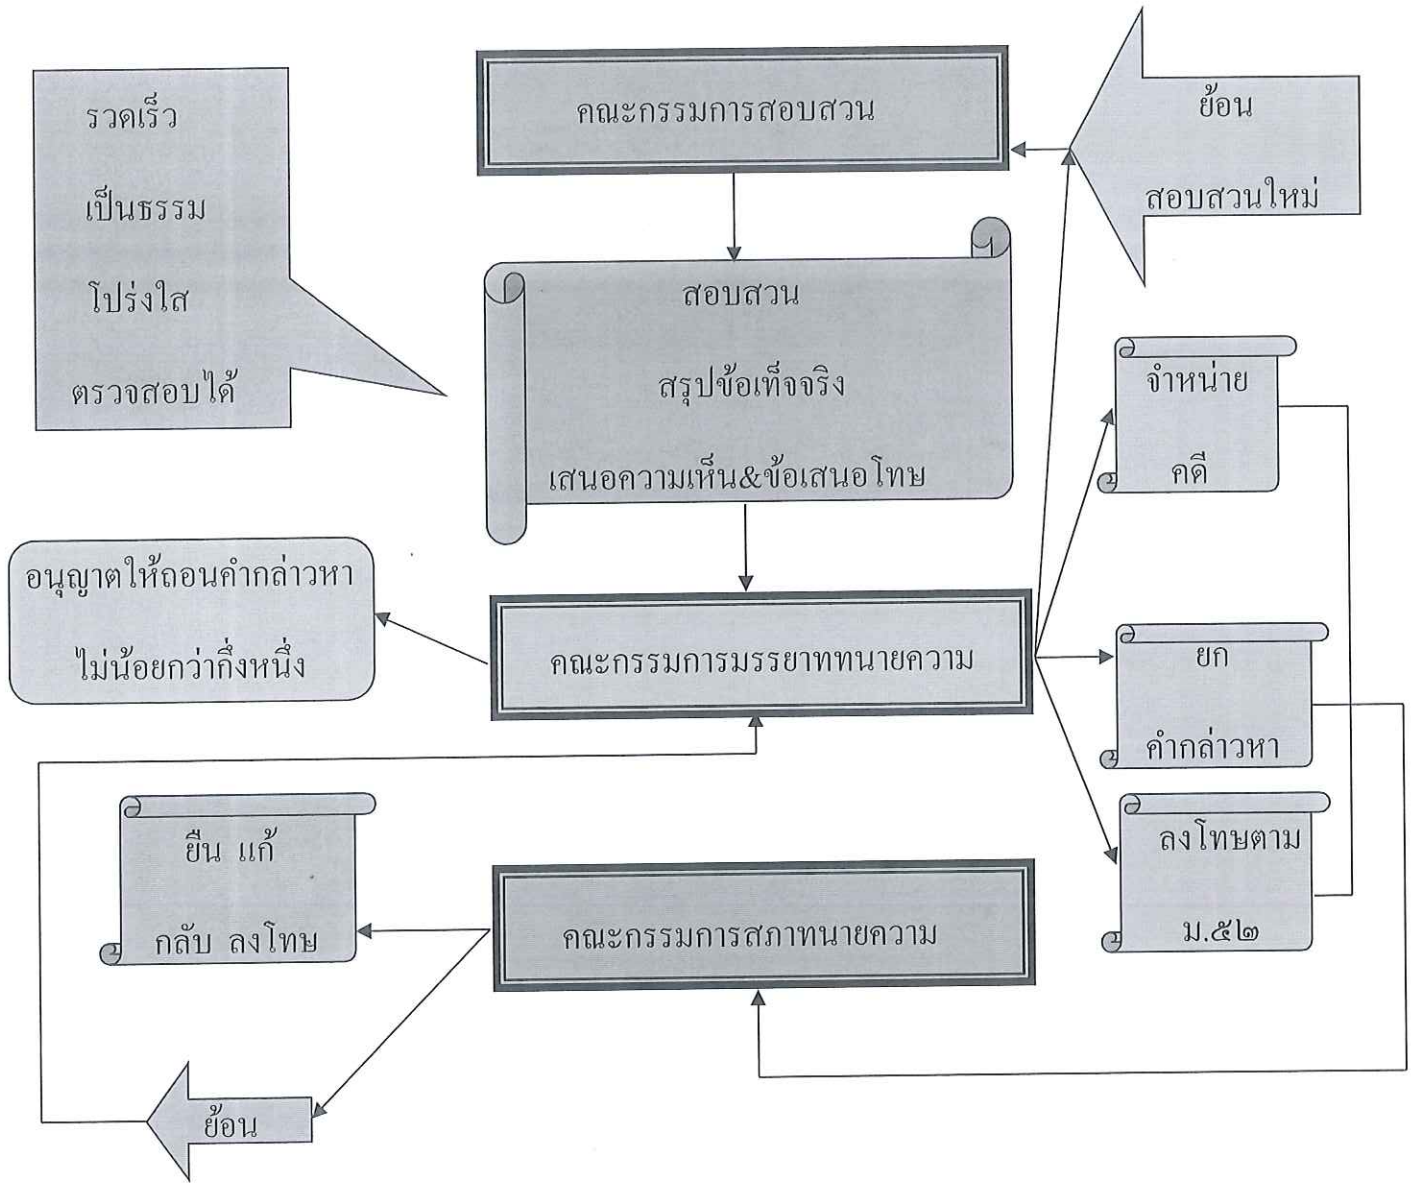 รวดเร็ว
เป็นธรรม
โปร่งใส
ตรวจสอบได้
คณะกรรมการสอบสวน
ย้อน
สอบสวนใหม่
สอบสวน
สรุปข้อเท็จจริง
เสนอความเห็น&ข้อเสนอโทษ
จำหน่าย
คดี
อนุญาตให้ถอนคำกล่าวหา
ไม่น้อยกว่ากึ่งหนึ่ง
คณะกรรมการมรรยาททนายความ
ยก
คำกล่าวหา
ลงโทษตาม
ม.๕๒
ยืน แก้
กลับ ลงโทษ
คณะกรรมการสภาทนายความ
ย้อน